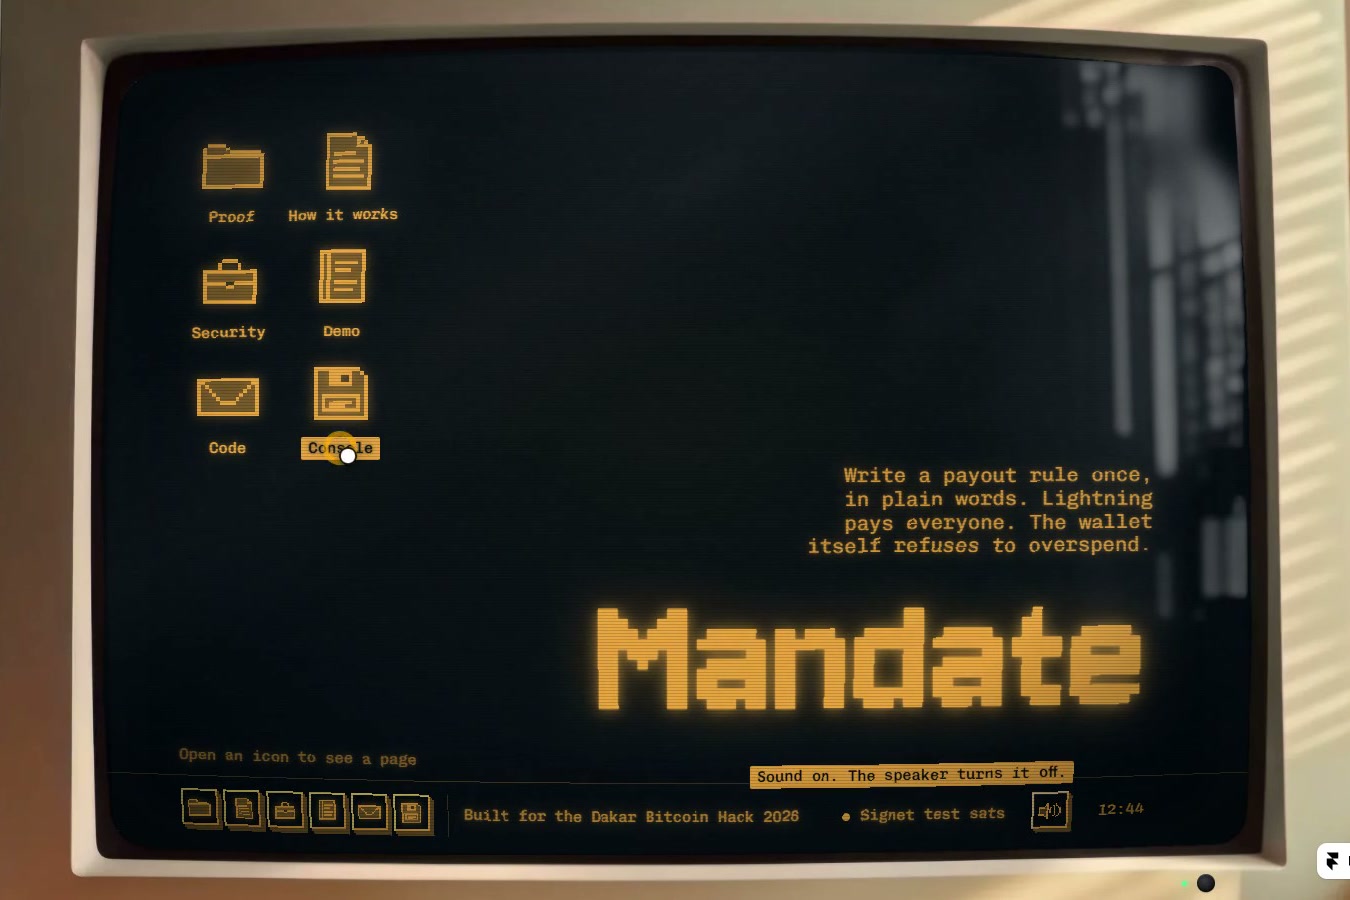 Proof
How it works
Security
Demo
Code
Console
Write a payout rule once,
in plain words. Lightning
pays everyone. The wallet
itself refuses to overspend.
Mandate
Open an icon to see a page
Sound on. The speaker turns it off.
Built for the Dakar Bitcoin Hack 2026
Signet test sats
12:44